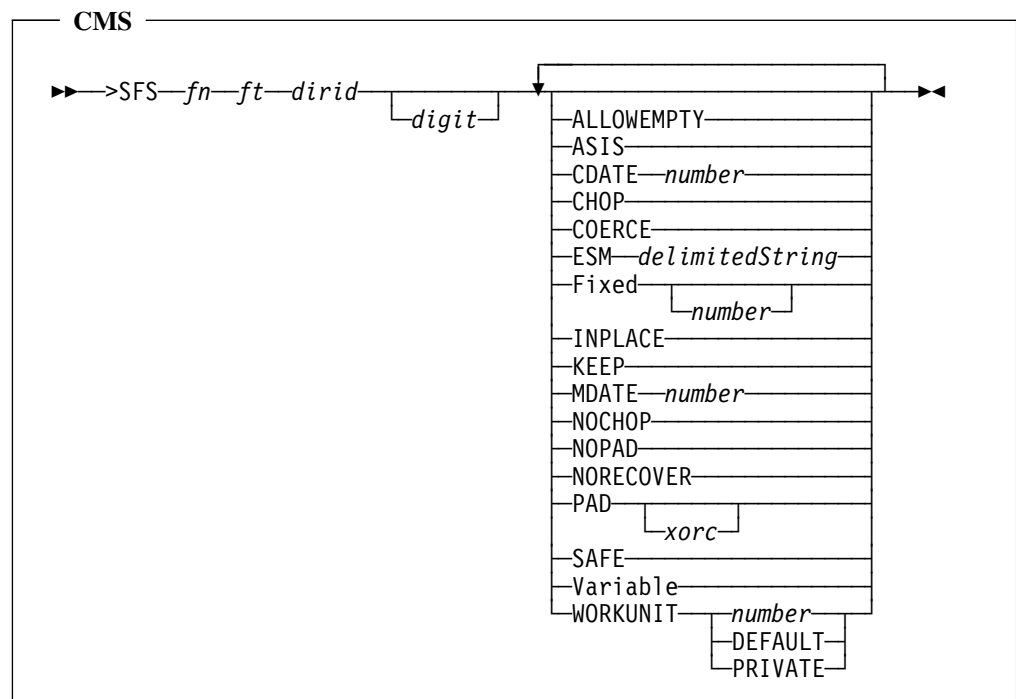 CMS
>SFS fn ft dirid
digit
ALLOWEMPTY
ASIS
CDATE number
CHOP
COERCE
ESM delimitedString
Fixed
number
INPLACE
KEEP
MDATE number
NOCHOP
NOPAD
NORECOVER
PAD
xorc
SAFE
Variable
WORKUNIT number
DEFAULT
PRIVATE